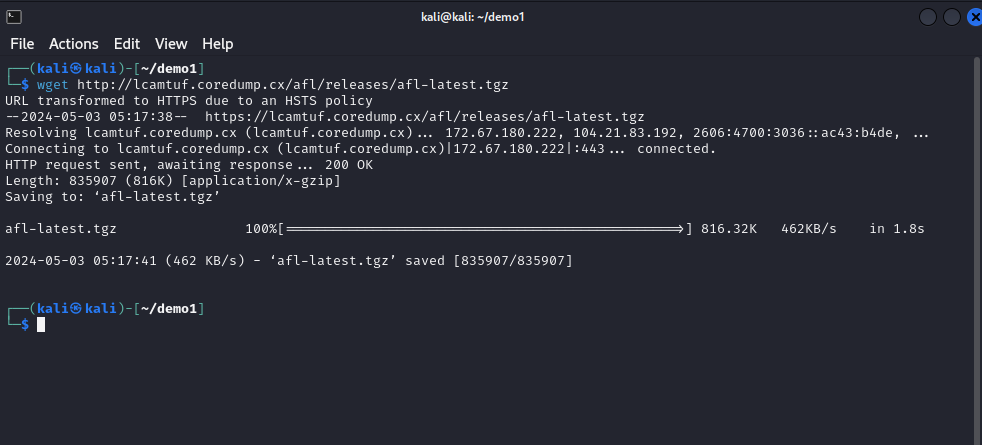 kali@kali: ~/demo1
File Actions Edit View Help
┌──(kali㉿kali)-[~/demo1]
└─$ wget http://lcamtuf.coredump.cx/afl/releases/afl-latest.tgz
URL transformed to HTTPS due to an HSTS policy
--2024-05-03 05:17:38--  https://lcamtuf.coredump.cx/afl/releases/afl-latest.tgz
Resolving lcamtuf.coredump.cx (lcamtuf.coredump.cx)... 172.67.180.222, 104.21.83.192, 2606:4700:3036::ac43:b4de, ...
Connecting to lcamtuf.coredump.cx (lcamtuf.coredump.cx)|172.67.180.222|:443... connected.
HTTP request sent, awaiting response... 200 OK
Length: 835907 (816K) [application/x-gzip]
Saving to: ‘afl-latest.tgz’
afl-latest.tgz 100%[=================================================>] 816.32K 462KB/s in 1.8s
2024-05-03 05:17:41 (462 KB/s) - ‘afl-latest.tgz’ saved [835907/835907]
┌──(kali㉿kali)-[~/demo1]
└─$